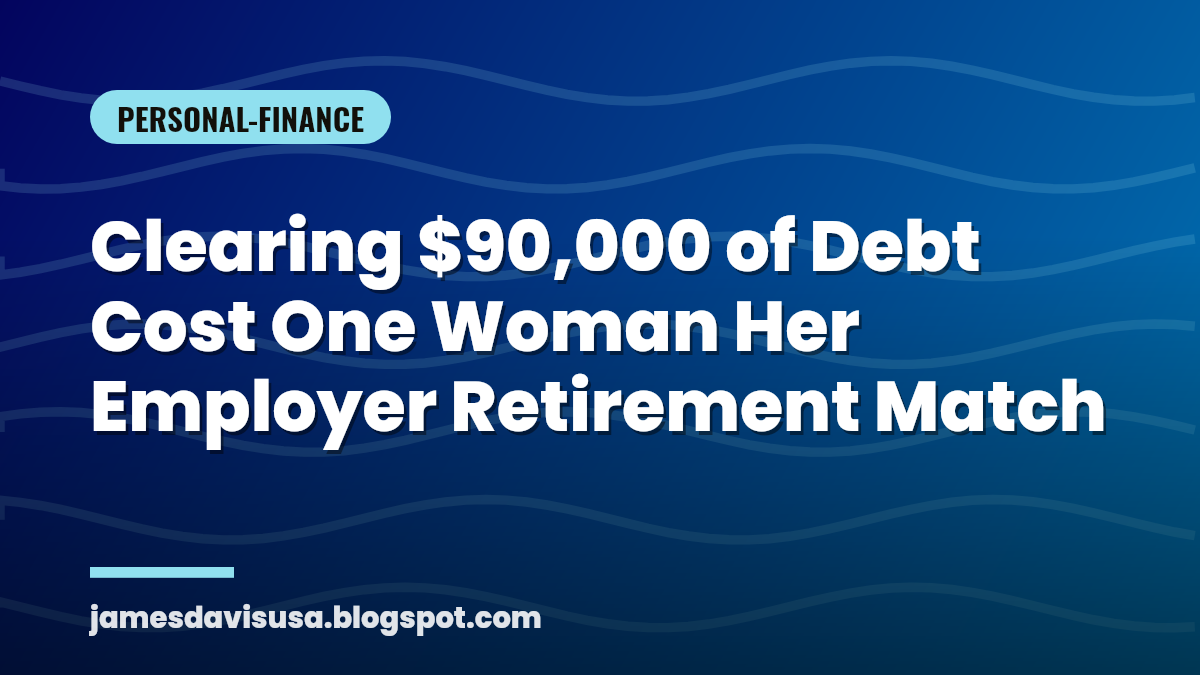 PERSONAL-FINANCE
Clearing $90,000 of Debt
Cost One Woman Her
Employer Retirement Match
jamesdavisusa.blogspot.com